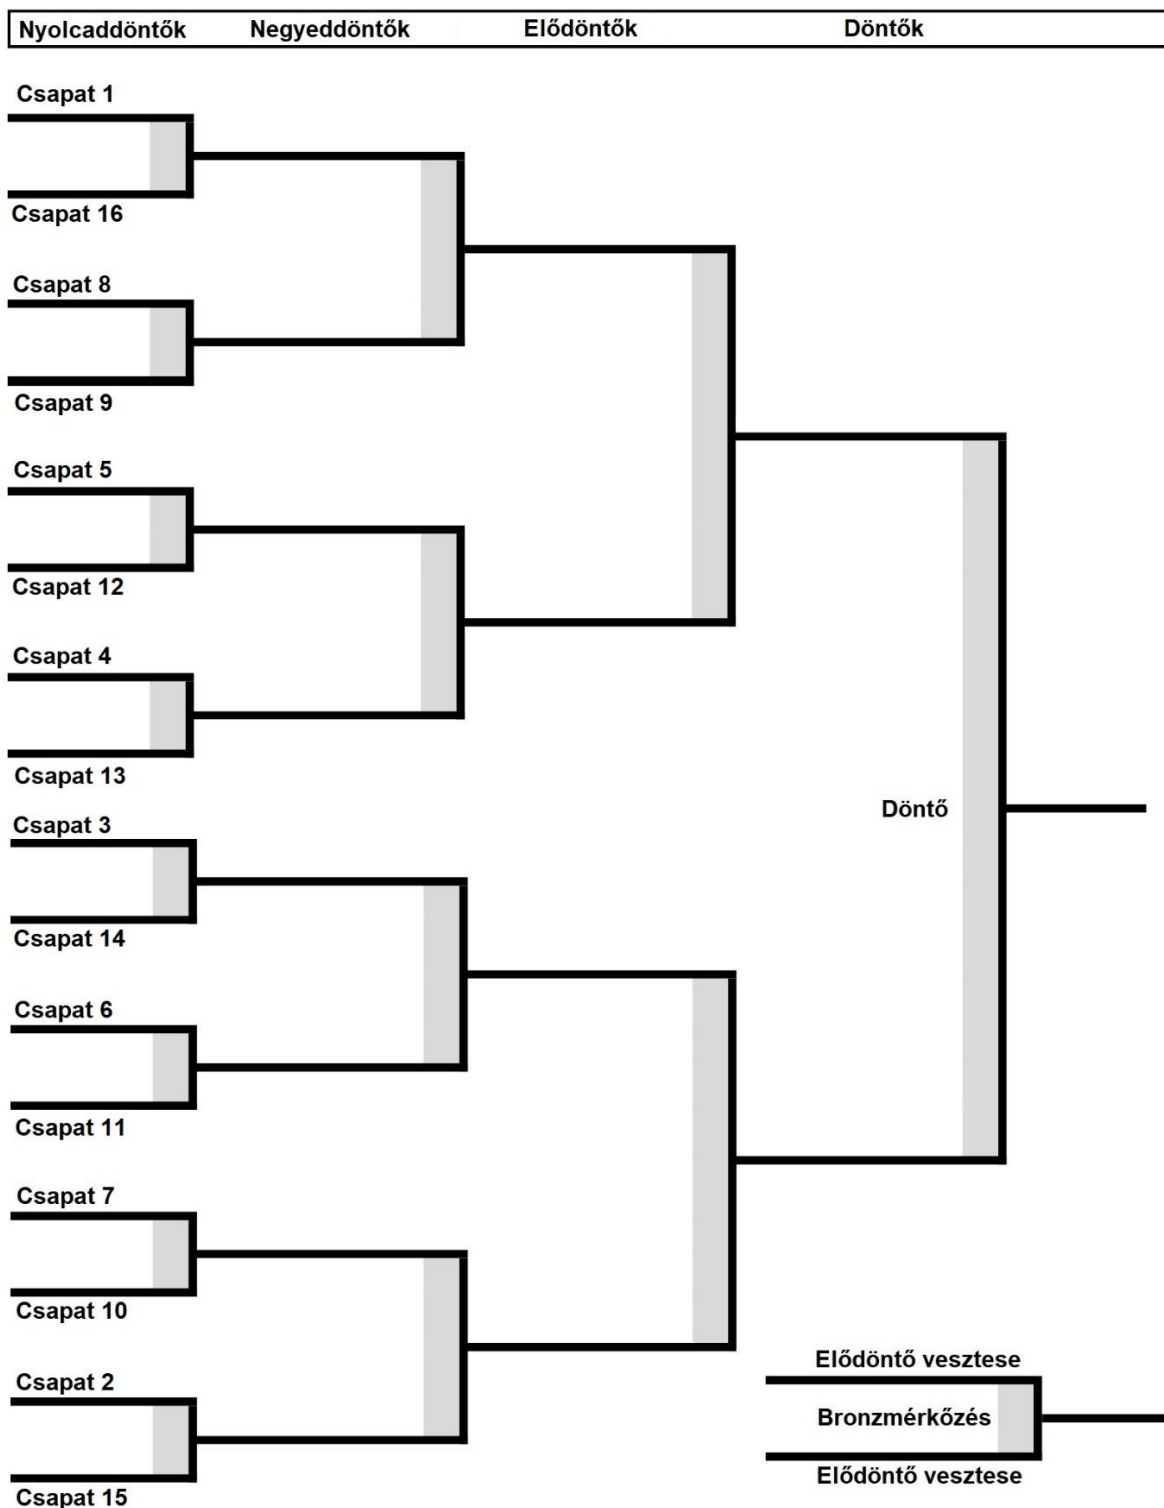 Nyolcaddöntők Negyeddöntők Elődöntők Döntők
Csapat 1
Csapat 16
Csapat 8
Csapat 9
Csapat 5
Csapat 12
Csapat 4
Csapat 13
Döntő
Csapat 3
Csapat 14
Csapat 6
Csapat 11
Csapat 7
Csapat 10
Csapat 2
Csapat 15
Elődöntő vesztese
Bronzmérkőzés
Elődöntő vesztese